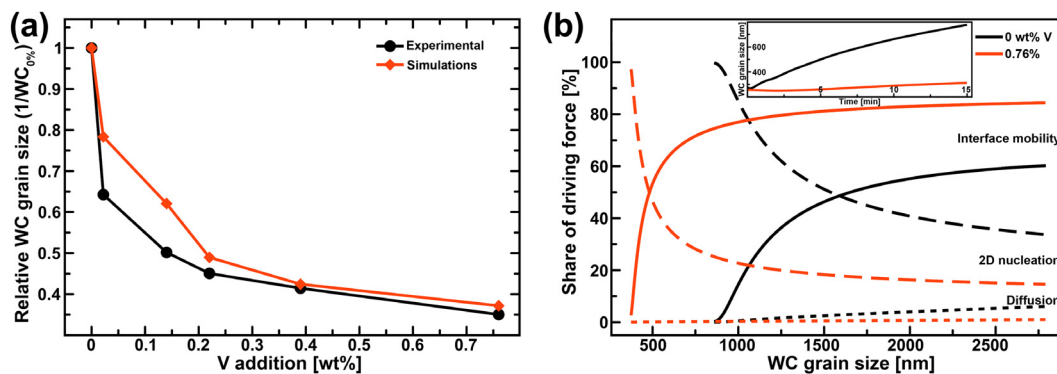 (a)
Relative WC grain size (1/WC0%)
1
0.9
0.8
0.7
0.6
0.5
0.4
0
0.1
0.2
0.3
0.4
0.5
0.6
0.7
V addition [wt%]
Experimental
Simulations
(b)
Share of driving force [%]
100
80
60
40
20
0
500
1000
1500
2000
2500
WC grain size [nm]
WC grain size
[nm]
600
400
5
10
15
Time [min]
0 wt% V
0.76%
Interface mobility
2D nucleation
Diffusion